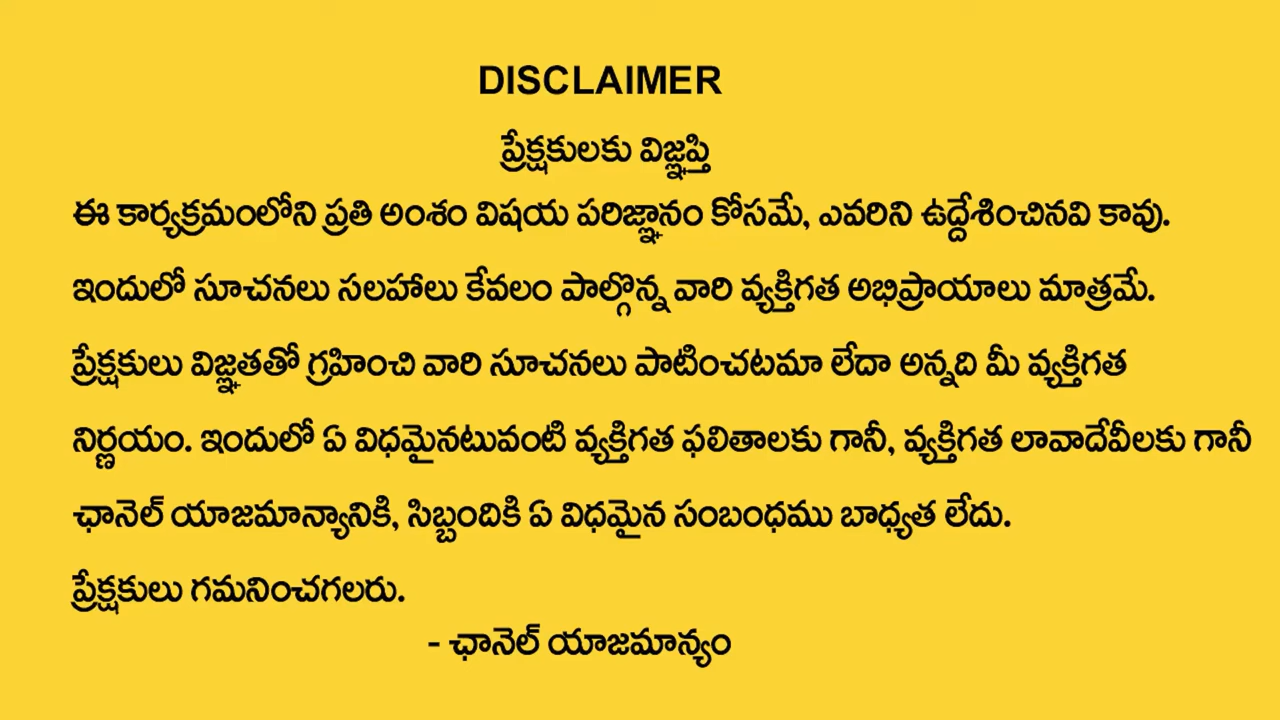 DISCLAIMER
ప్రేక్షకులకు విజ్ఞప్తి
ఈ కార్యక్రమంలోని ప్రతి అంశం విషయ పరిజ్ఞానం కోసమే, ఎవరిని ఉద్దేశించినవి కావు.
ఇందులో సూచనలు సలహాలు కేవలం పాల్గొన్న వారి వ్యక్తిగత అభిప్రాయాలు మాత్రమే.
ప్రేక్షకులు విజ్ఞతతో గ్రహించి వారి సూచనలు పాటించటమా లేదా అన్నది మీ వ్యక్తిగత
నిర్ణయం. ఇందులో ఏ విధమైనటువంటి వ్యక్తిగత ఫలితాలకు గానీ, వ్యక్తిగత లావాదేవీలకు గానీ
ఛానెల్ యాజమాన్యానికి, సిబ్బందికి ఏ విధమైన సంబంధము బాధ్యత లేదు.
ప్రేక్షకులు గమనించగలరు.
- ఛానెల్ యాజమాన్యం